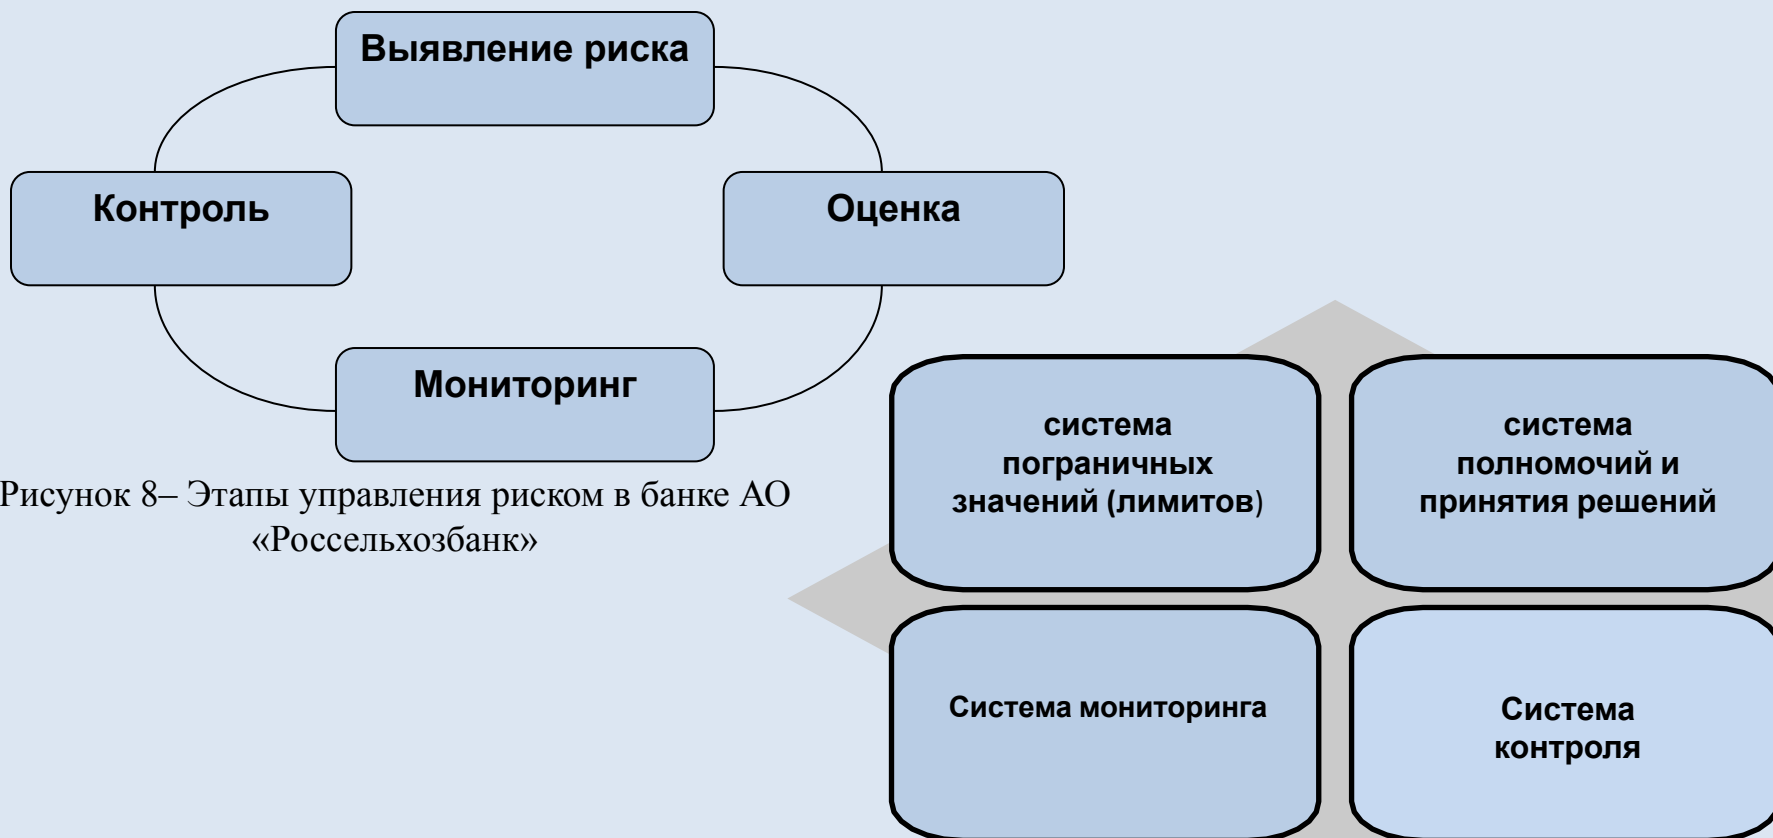 Выявление риска
Контроль
Оценка
Мониторинг
Рисунок 8– Этапы управления риском в банке АО
«Россельхозбанк»
система
пограничных
значений (лимитов)
система
полномочий и
принятия решений
Система мониторинга
Система
контроля